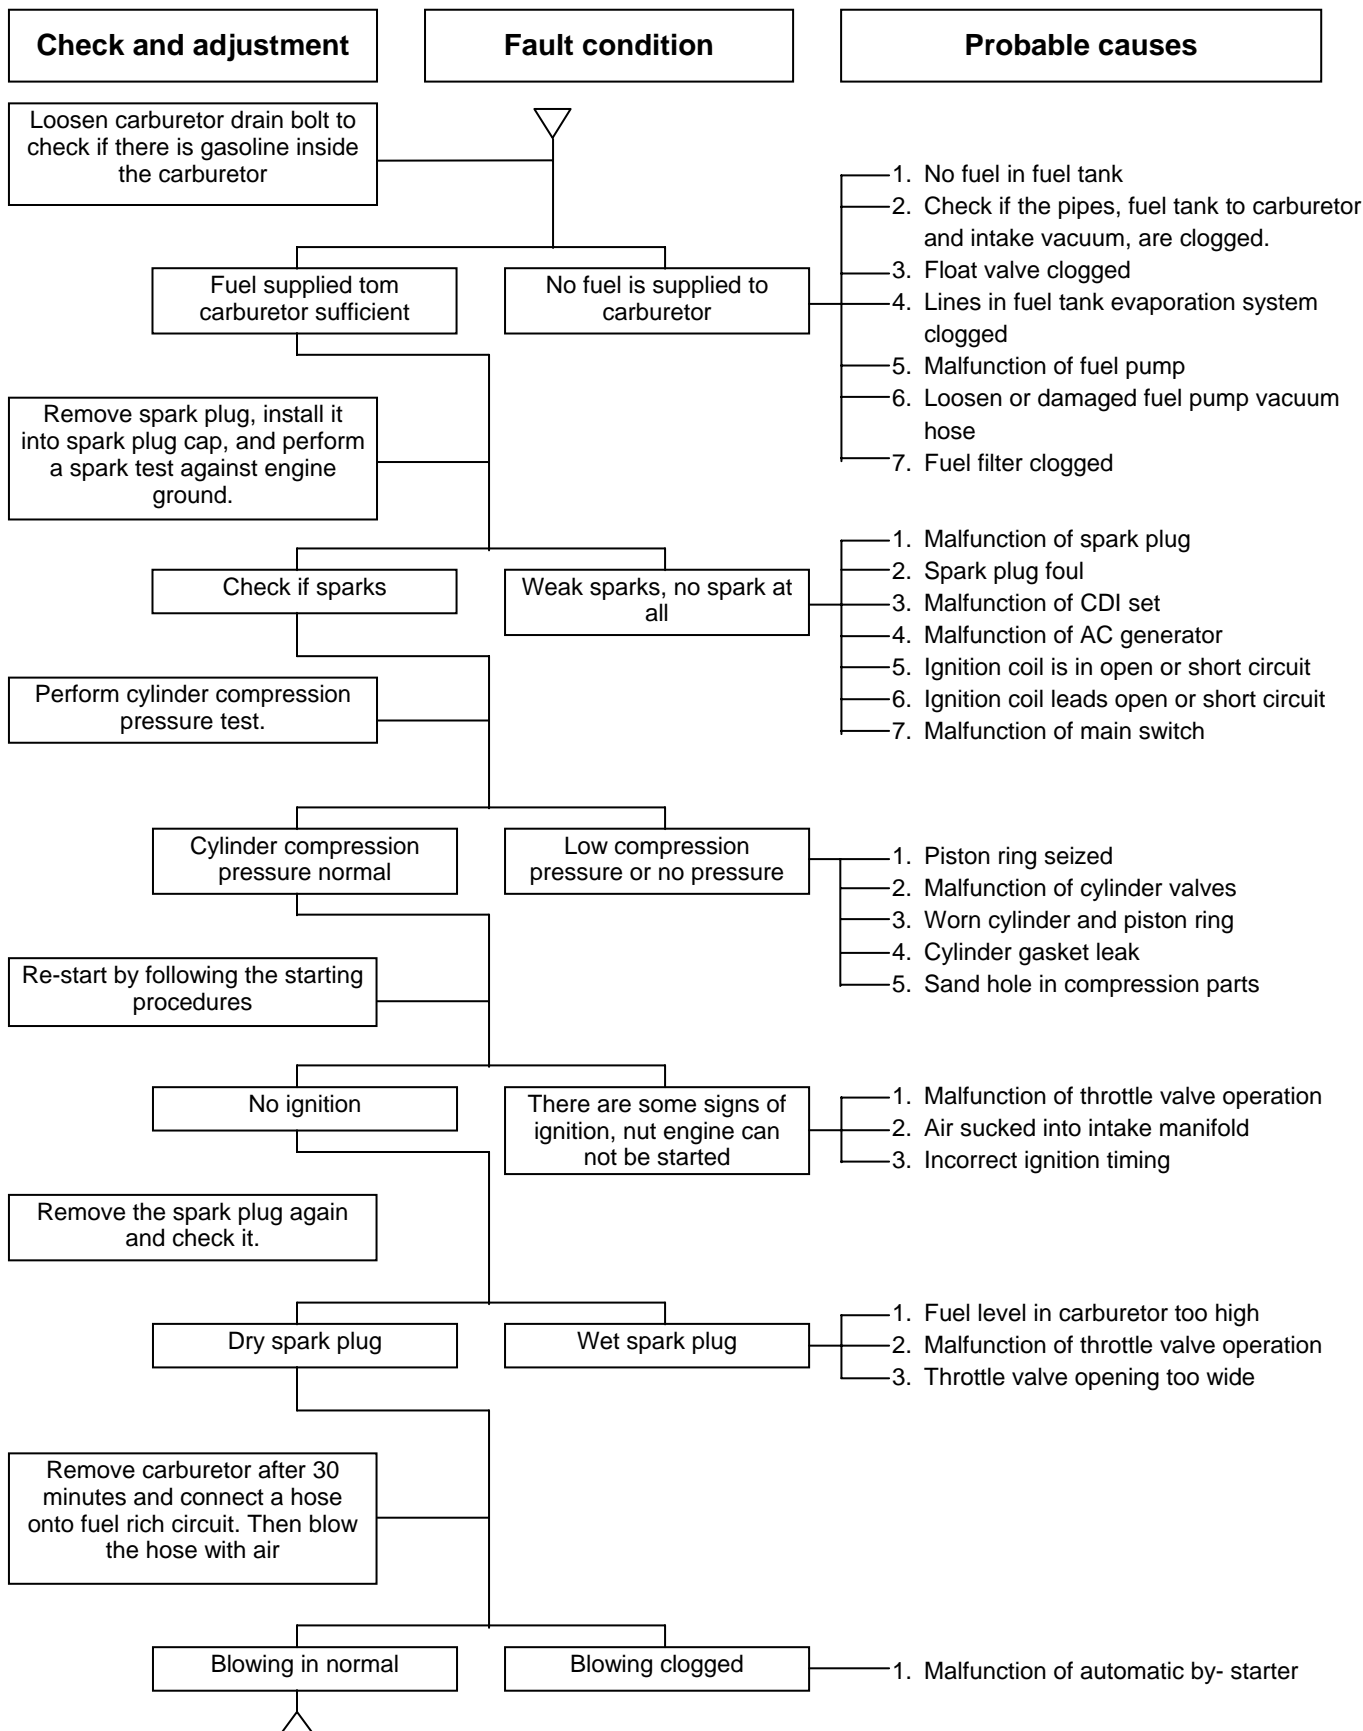 Check and adjustment
Fault condition
Probable causes
Loosen carburetor drain bolt to
check if there is gasoline inside
the carburetor
Fuel supplied tom
carburetor sufficient
No fuel is supplied to
carburetor
1. No fuel in fuel tank
2. Check if the pipes, fuel tank to carburetor
and intake vacuum, are clogged.
3. Float valve clogged
4. Lines in fuel tank evaporation system
clogged
5. Malfunction of fuel pump
6. Loosen or damaged fuel pump vacuum
hose
7. Fuel filter clogged
Remove spark plug, install it
into spark plug cap, and perform
a spark test against engine
ground.
Check if sparks
Weak sparks, no spark at
all
1. Malfunction of spark plug
2. Spark plug foul
3. Malfunction of CDI set
4. Malfunction of AC generator
5. Ignition coil is in open or short circuit
6. Ignition coil leads open or short circuit
7. Malfunction of main switch
Perform cylinder compression
pressure test.
Cylinder compression
pressure normal
Low compression
pressure or no pressure
1. Piston ring seized
2. Malfunction of cylinder valves
3. Worn cylinder and piston ring
4. Cylinder gasket leak
5. Sand hole in compression parts
Re-start by following the starting
procedures
No ignition
There are some signs of
ignition, nut engine can
not be started
1. Malfunction of throttle valve operation
2. Air sucked into intake manifold
3. Incorrect ignition timing
Remove the spark plug again
and check it.
Dry spark plug
Wet spark plug
1. Fuel level in carburetor too high
2. Malfunction of throttle valve operation
3. Throttle valve opening too wide
Remove carburetor after 30
minutes and connect a hose
onto fuel rich circuit. Then blow
the hose with air
Blowing in normal
Blowing clogged
1. Malfunction of automatic by- starter